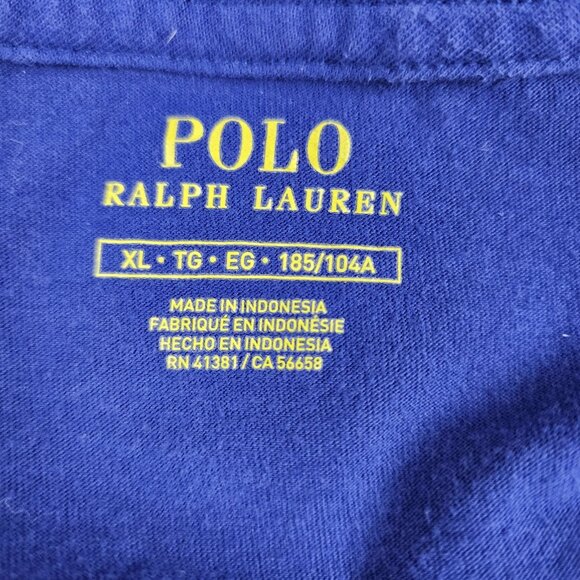 POLO
RALPH LAUREN
XL • TG • EG • 185/104A
MADE IN INDONESIA
FABRIQUÉ EN INDONÉSIE
HECHO EN INDONESIA
RN 41381 / CA 56658